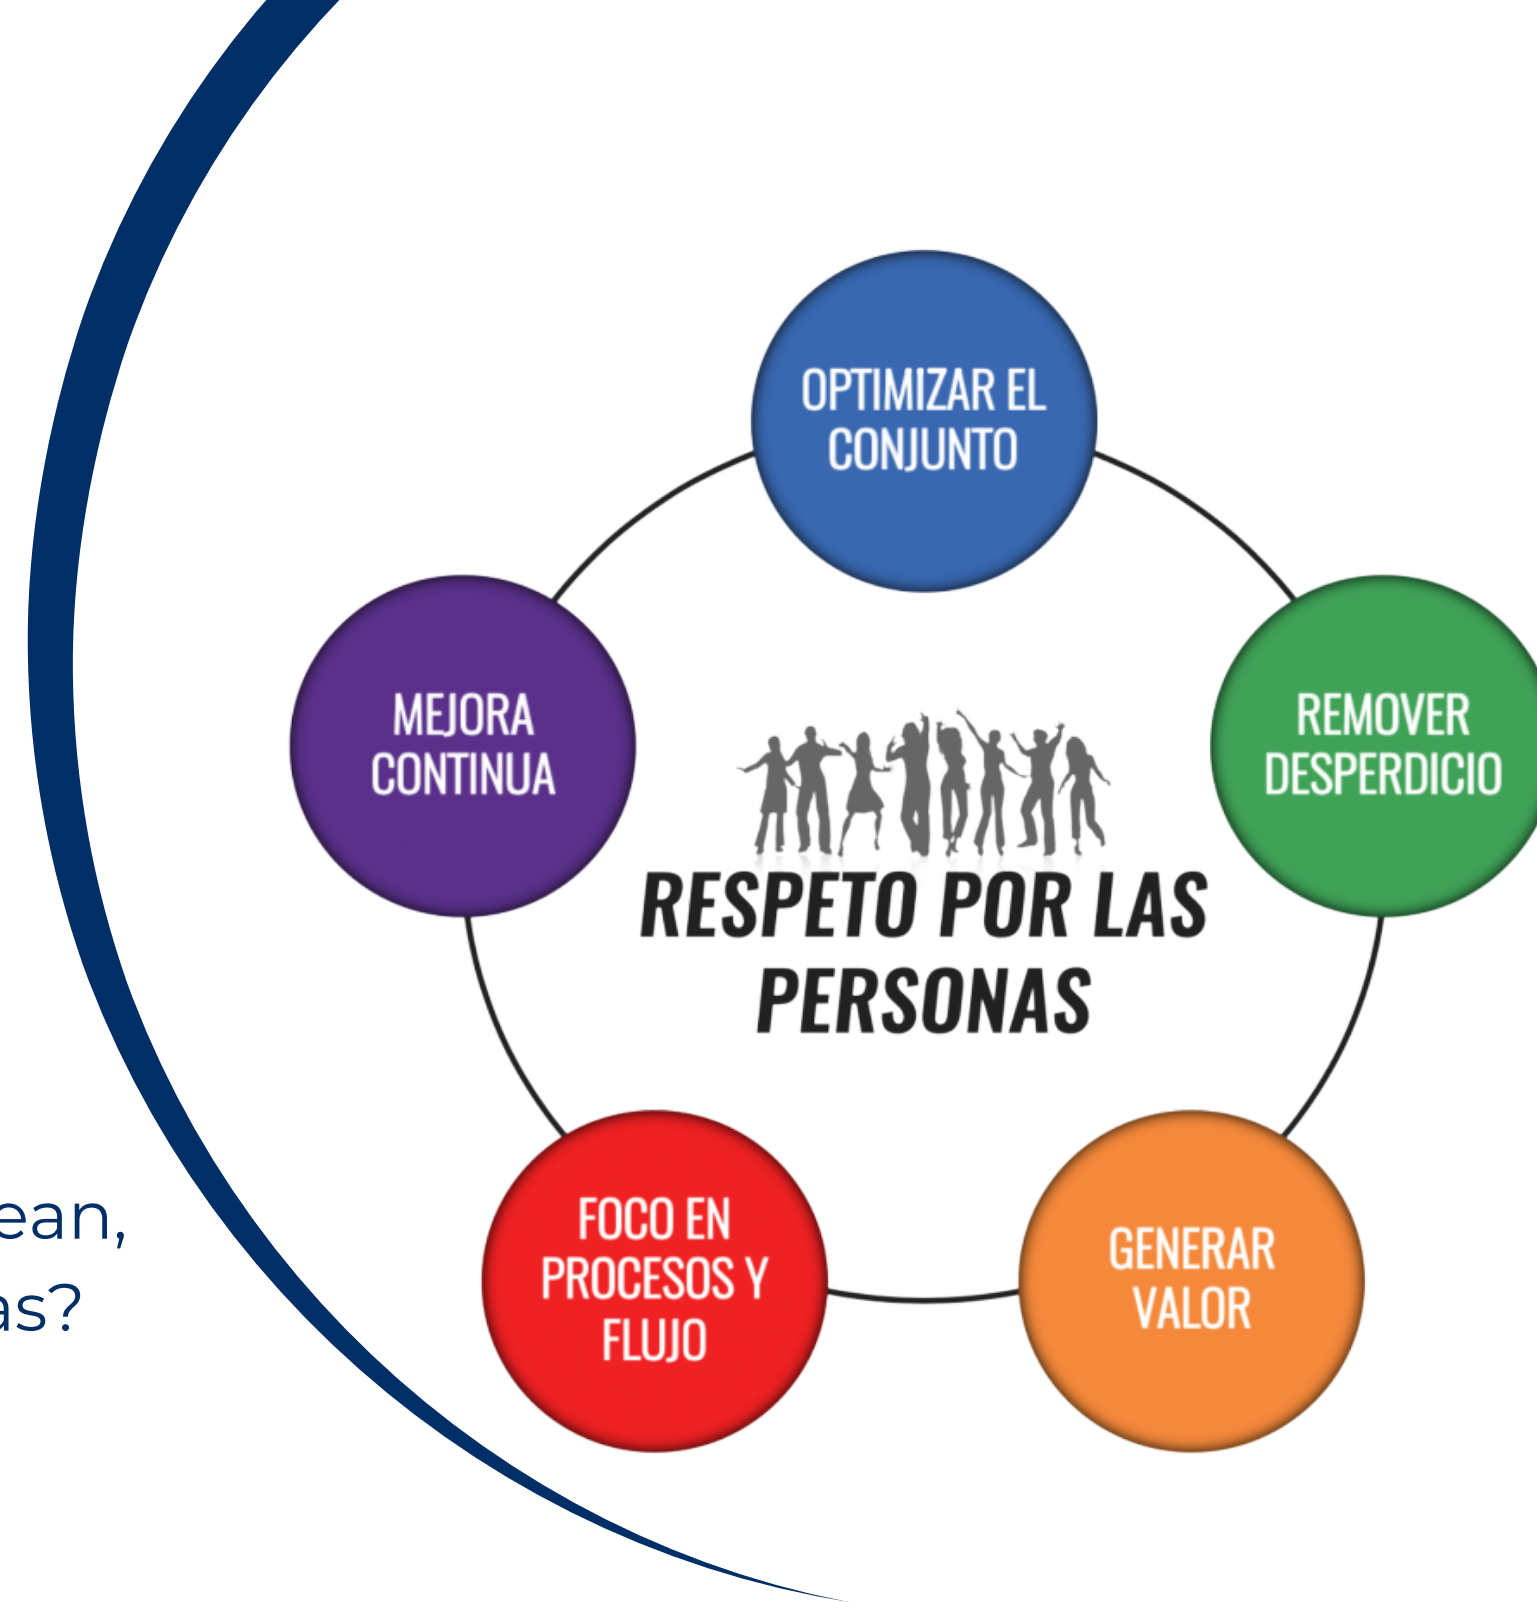 OPTIMIZAR EL
CONJUNTO
MEJORA
CONTINUA
REMOVER
DESPERDICIO
RESPETO POR LAS
PERSONAS
FOCO EN
PROCESOS Y
FLUJO
GENERAR
VALOR
ean,
as?